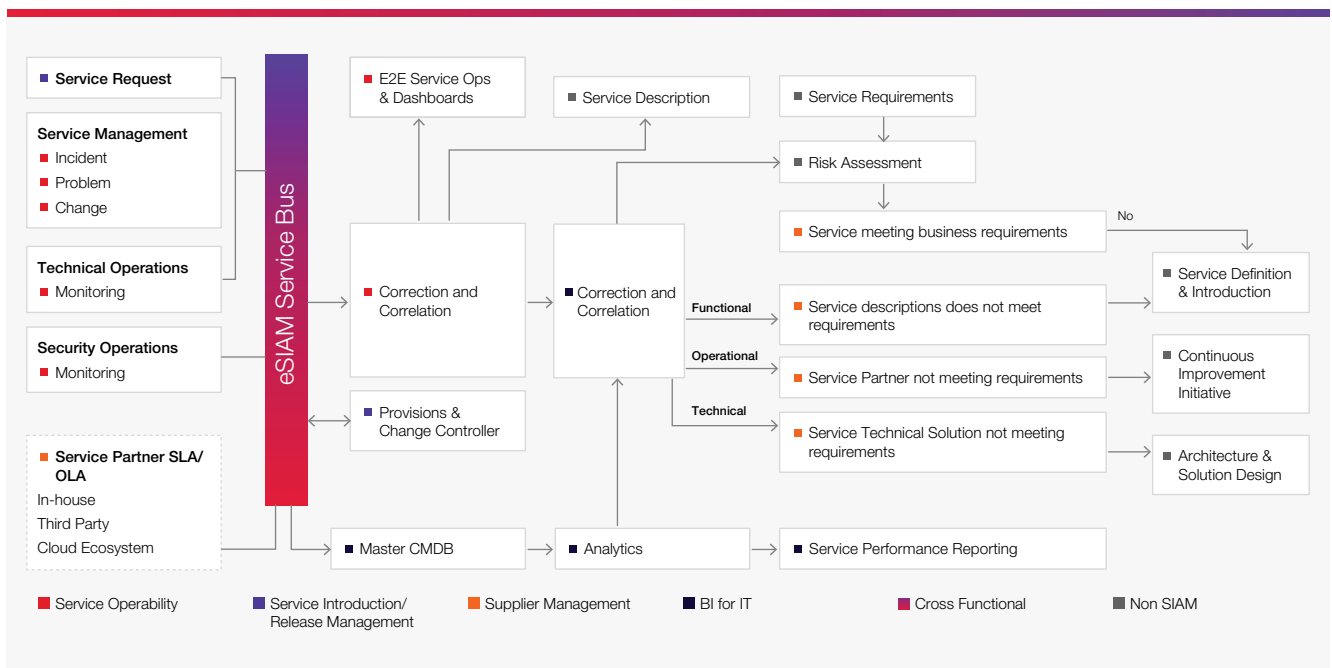 Service Request
Service Management
Incident
Problem
Change
Technical Operations
Monitoring
Security Operations
Monitoring
Service Partner SLA/
OLA
In-house
Third Party
Cloud Ecosystem
eSIAM Service Bus
E2E Service Ops
& Dashboards
Service Description
Correction and
Correlation
Correction and
Correlation
Provisions &
Change Controller
Master CMDB
Analytics
Service Performance Reporting
Service Requirements
Risk Assessment
Service meeting business requirements
No
Functional
Service descriptions does not meet
requirements
Operational
Service Partner not meeting requirements
Technical
Service Technical Solution not meeting
requirements
Service Definition
& Introduction
Continuous
Improvement
Initiative
Architecture &
Solution Design
Service Operability
Service Introduction/
Release Management
Supplier Management
BI for IT
Cross Functional
Non SIAM